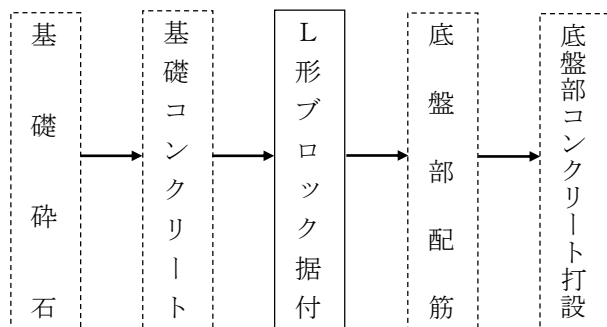 基礎砕石
基礎コンクリート
L形ブロック据付
底盤部配筋
底盤部コンクリート打設